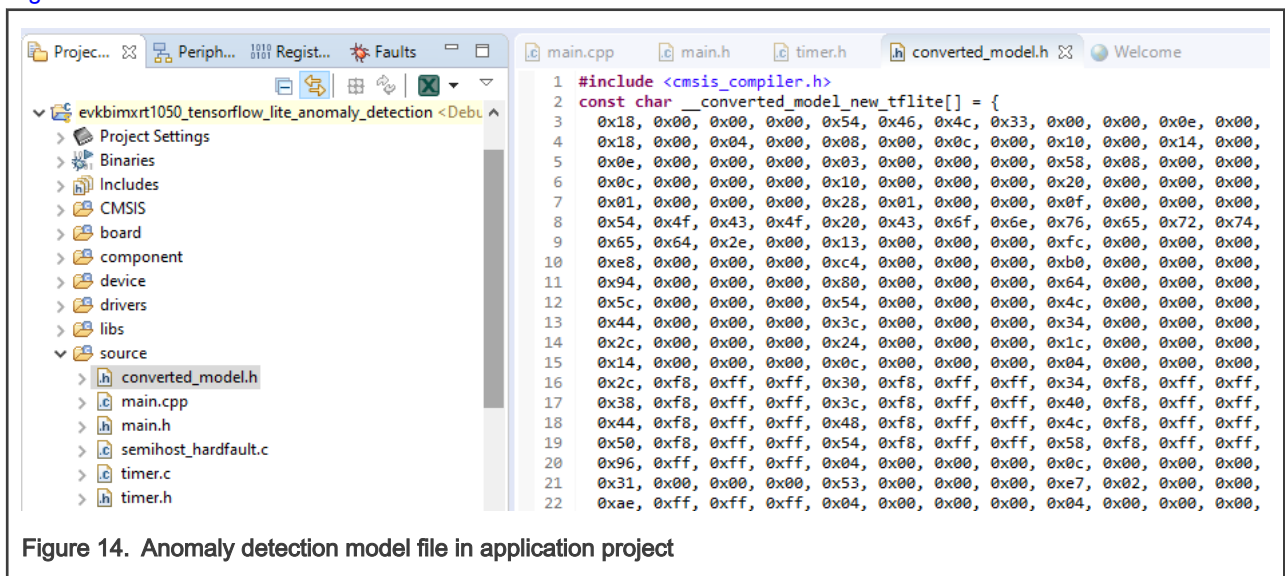 Projec... Periph... Regist... Faults
evkbimxrt1050_tensorflow_lite_anomaly_detection <Debu
Project Settings
Binaries
Includes
CMSIS
board
component
device
drivers
libs
source
converted_model.h
main.cpp
main.h
semihost_hardfault.c
timer.c
timer.h
main.cpp main.h timer.h converted_model.h Welcome
1 #include <cmsis_compiler.h>
2 const char __converted_model_new_tflite[] = {
3 0x18, 0x00, 0x00, 0x00, 0x54, 0x46, 0x4c, 0x33, 0x00, 0x00, 0x0e, 0x00,
4 0x18, 0x00, 0x04, 0x00, 0x08, 0x00, 0x0c, 0x00, 0x10, 0x00, 0x14, 0x00,
5 0x0e, 0x00, 0x00, 0x00, 0x03, 0x00, 0x00, 0x00, 0x58, 0x08, 0x00, 0x00,
6 0x0c, 0x00, 0x00, 0x00, 0x10, 0x00, 0x00, 0x00, 0x20, 0x00, 0x00, 0x00,
7 0x01, 0x00, 0x00, 0x00, 0x28, 0x01, 0x00, 0x00, 0x0f, 0x00, 0x00, 0x00,
8 0x54, 0x4f, 0x43, 0x4f, 0x20, 0x43, 0x6f, 0x6e, 0x76, 0x65, 0x72, 0x74,
9 0x65, 0x64, 0x2e, 0x00, 0x13, 0x00, 0x00, 0x00, 0xfc, 0x00, 0x00, 0x00,
10 0xe8, 0x00, 0x00, 0x00, 0xc4, 0x00, 0x00, 0x00, 0xb0, 0x00, 0x00, 0x00,
11 0x94, 0x00, 0x00, 0x00, 0x80, 0x00, 0x00, 0x00, 0x64, 0x00, 0x00, 0x00,
12 0x5c, 0x00, 0x00, 0x00, 0x54, 0x00, 0x00, 0x00, 0x4c, 0x00, 0x00, 0x00,
13 0x44, 0x00, 0x00, 0x00, 0x3c, 0x00, 0x00, 0x00, 0x34, 0x00, 0x00, 0x00,
14 0x2c, 0x00, 0x00, 0x00, 0x24, 0x00, 0x00, 0x00, 0x1c, 0x00, 0x00, 0x00,
15 0x14, 0x00, 0x00, 0x00, 0x0c, 0x00, 0x00, 0x00, 0x04, 0x00, 0x00, 0x00,
16 0x2c, 0xf8, 0xff, 0xff, 0x30, 0xf8, 0xff, 0xff, 0x34, 0xf8, 0xff, 0xff,
17 0x38, 0xf8, 0xff, 0xff, 0x3c, 0xf8, 0xff, 0xff, 0x40, 0xf8, 0xff, 0xff,
18 0x44, 0xf8, 0xff, 0xff, 0x48, 0xf8, 0xff, 0xff, 0x4c, 0xf8, 0xff, 0xff,
19 0x50, 0xf8, 0xff, 0xff, 0x54, 0xf8, 0xff, 0xff, 0x58, 0xf8, 0xff, 0xff,
20 0x96, 0xff, 0xff, 0xff, 0x04, 0x00, 0x00, 0x00, 0x0c, 0x00, 0x00, 0x00,
21 0x31, 0x00, 0x00, 0x00, 0x53, 0x00, 0x00, 0x00, 0xe7, 0x02, 0x00, 0x00,
22 0xae, 0xff, 0xff, 0xff, 0x04, 0x00, 0x00, 0x00, 0x04, 0x00, 0x00, 0x00,
Figure 14. Anomaly detection model file in application project